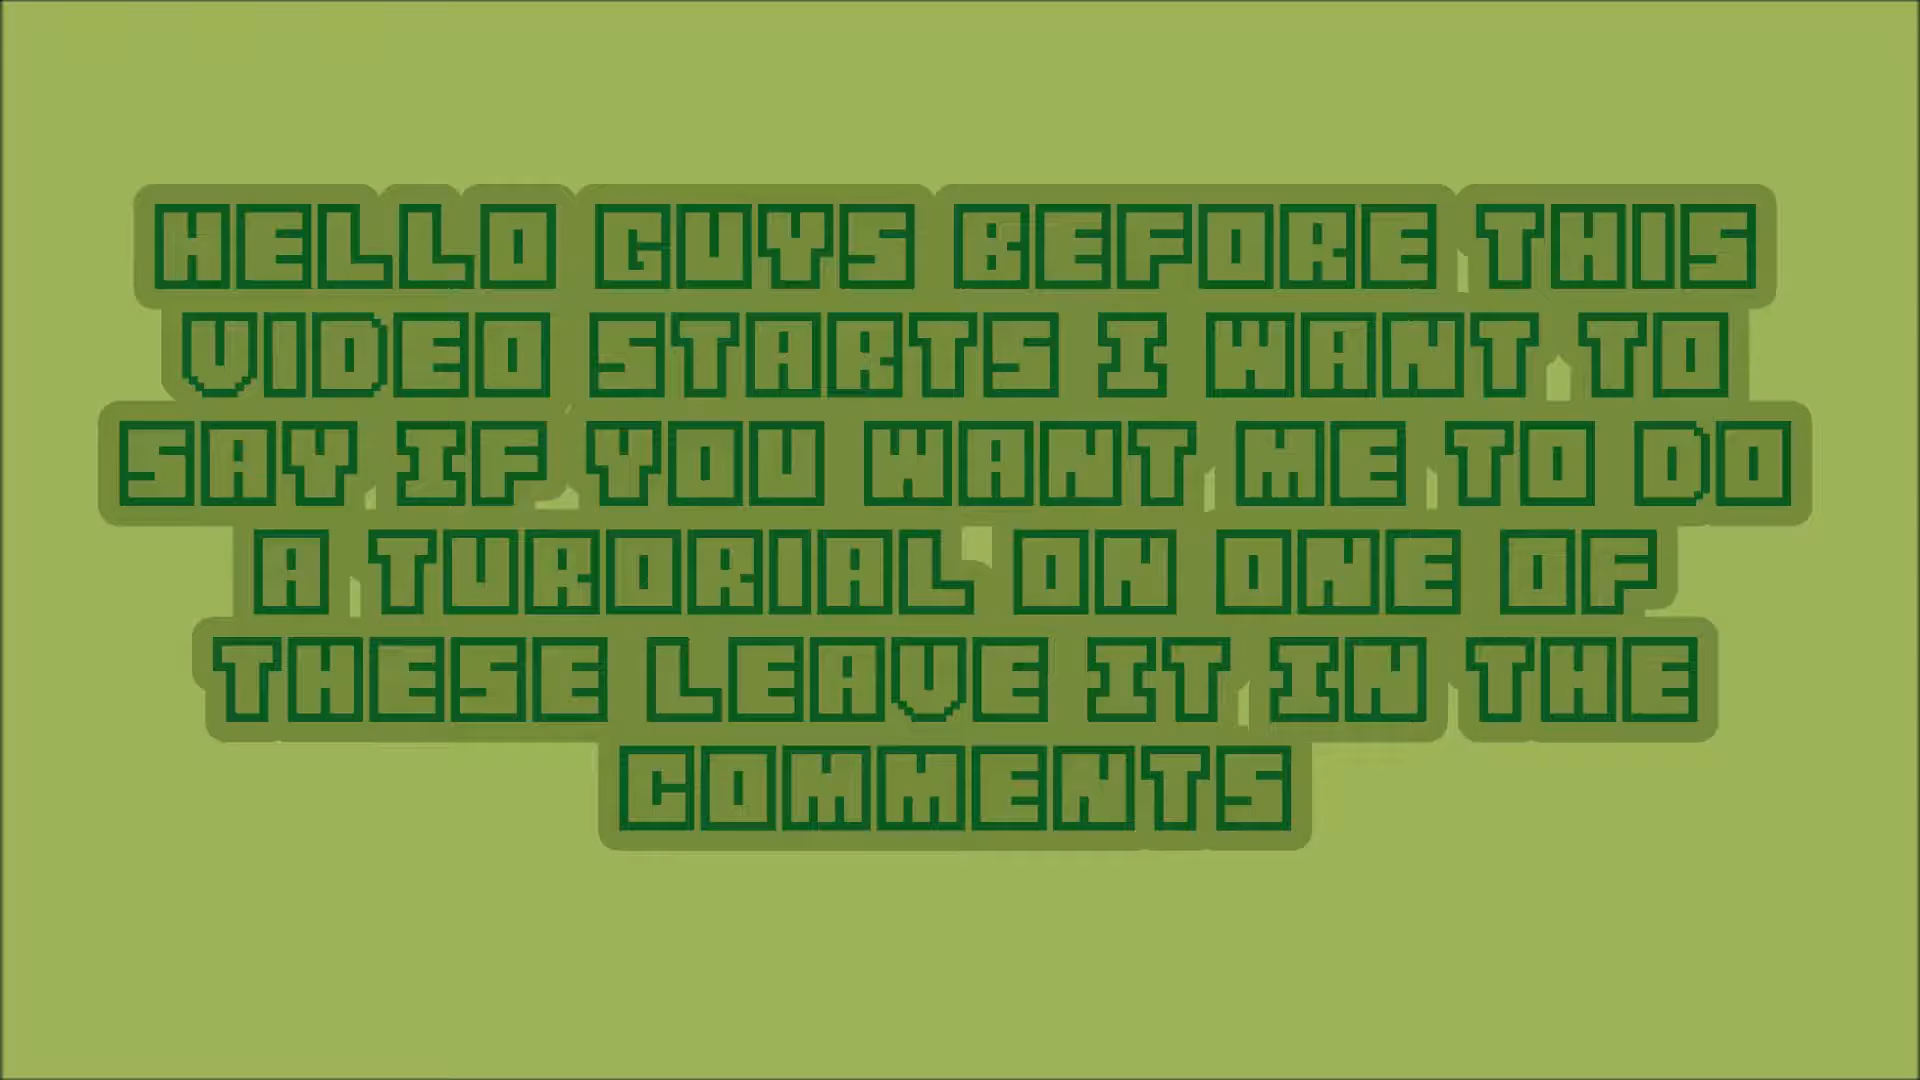 HELLO GUYS BEFORE THIS
VIDEO STARTS I WANT TO
SAY IF YOU WANT ME TO DO
A TURORIAL ON ONE OF
THESE LEAVE IT IN THE
COMMENTS